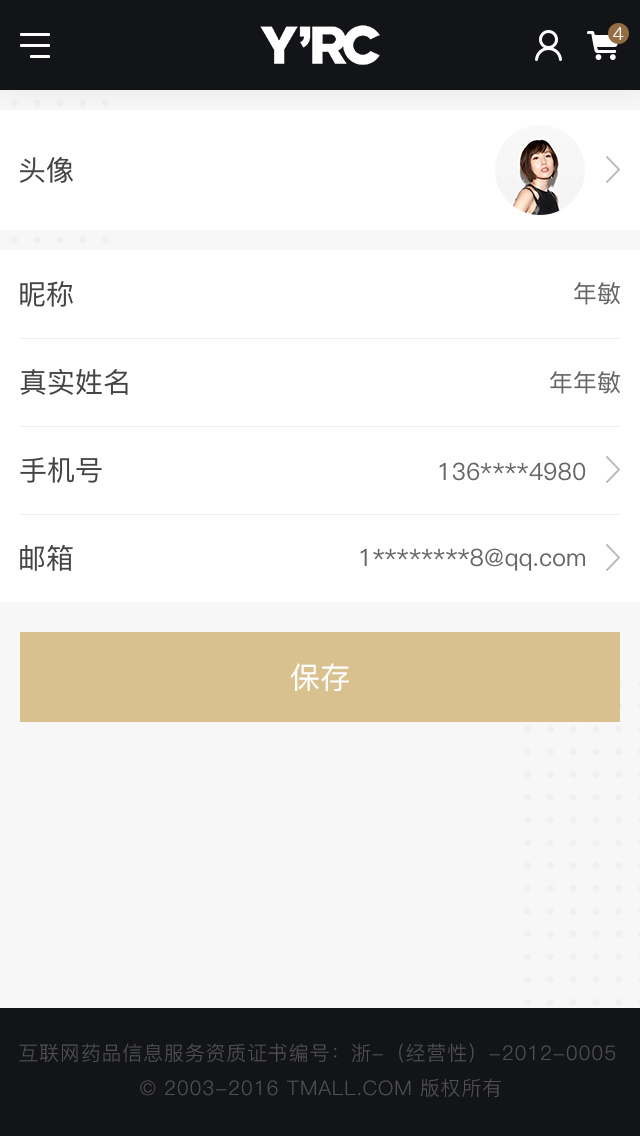 Y'RC
4
头像
昵称 年敏
真实姓名 年年敏
手机号 136****4980
邮箱 1********8@qq.com
保存
互联网药品信息服务资质证书编号：浙-（经营性）-2012-0005
© 2003-2016 TMALL.COM 版权所有